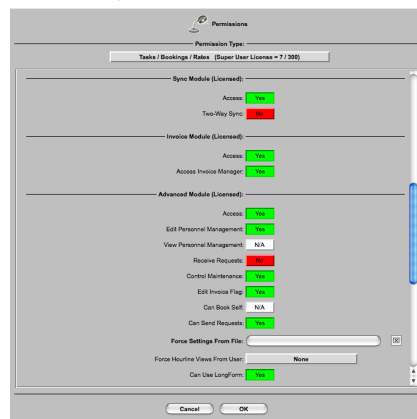 Permissions
Permission Type:
Tasks / Bookings / Rates (Super User License = 7 / 300)
Sync Module (Licensed):
Access: Yes
Two-Way Sync: No
Invoice Module (Licensed):
Access: Yes
Access Invoice Manager: Yes
Advanced Module (Licensed):
Access: Yes
Edit Personnel Management: Yes
View Personnel Management: N/A
Receive Requests: No
Control Maintenance: Yes
Edit Invoice Flag: Yes
Can Book Self: N/A
Can Send Requests: Yes
Force Settings From File:
Force Hourline Views From User: None
Can Use LongForm: Yes
Cancel OK